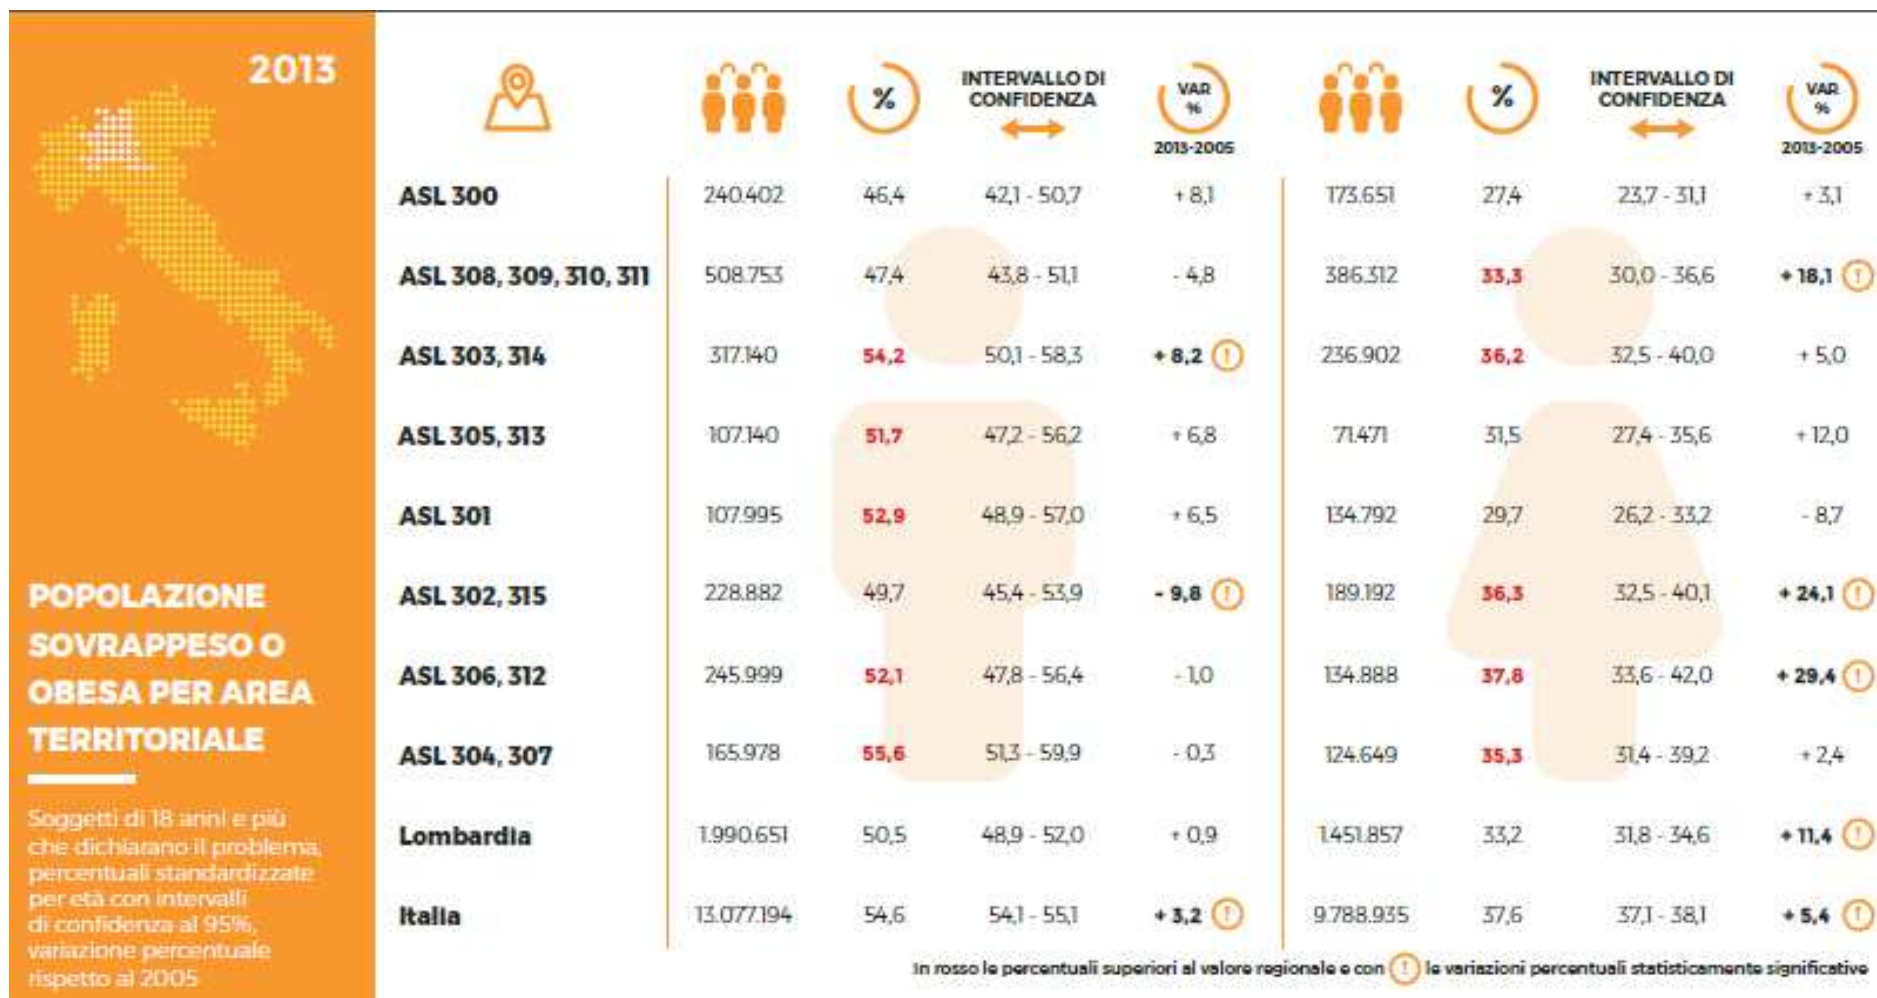 2013
POPOLAZIONE
SOVRAPPESO O
OBESA PER AREA
TERRITORIALE
Soggetti di 18 anni e più
che dichiarano il problema,
percentuali standardizzate
per età con intervalli
di confidenza al 95%,
variazione percentuale
rispetto al 2005
% INTERVALLO DI CONFIDENZA VAR % 2013-2005 % INTERVALLO DI CONFIDENZA VAR % 2013-2005
ASL 300 240.402 46,4 42,1 - 50,7 + 8,1 173.651 27,4 23,7 - 31,1 + 3,1
ASL 308, 309, 310, 311 508.753 47,4 43,8 - 51,1 - 4,8 386.312 33,3 30,0 - 36,6 + 18,1 !
ASL 303, 314 317.140 54,2 50,1 - 58,3 + 8,2 ! 236.902 36,2 32,5 - 40,0 + 5,0
ASL 305, 313 107.140 51,7 47,2 - 56,2 + 6,8 71.471 31,5 27,4 - 35,6 + 12,0
ASL 301 107.995 52,9 48,9 - 57,0 + 6,5 134.792 29,7 26,2 - 33,2 - 8,7
ASL 302, 315 228.882 49,7 45,4 - 53,9 - 9,8 ! 189.192 36,3 32,5 - 40,1 + 24,1 !
ASL 306, 312 245.999 52,1 47,8 - 56,4 - 1,0 134.888 37,8 33,6 - 42,0 + 29,4 !
ASL 304, 307 165.978 55,6 51,3 - 59,9 - 0,3 124.649 35,3 31,4 - 39,2 + 2,4
Lombardia 1.990.651 50,5 48,9 - 52,0 + 0,9 1.451.857 33,2 31,8 - 34,6 + 11,4 !
Italia 13.077.194 54,6 54,1 - 55,1 + 3,2 ! 9.788.935 37,6 37,1 - 38,1 + 5,4 !
In rosso le percentuali superiori al valore regionale e con ! le variazioni percentuali statisticamente significative